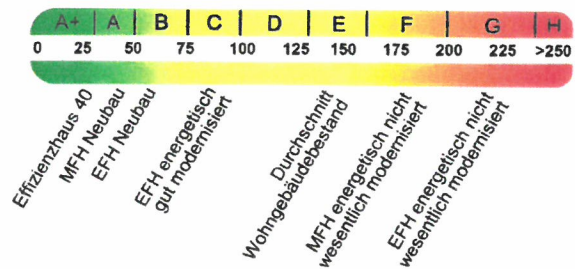 A+ A B C D E F G H
0 25 50 75 100 125 150 175 200 225 >250
Effizienzhaus 40
MFH Neubau
EFH Neubau
EFH energetisch
gut modernisiert
Durchschnitt
Wohngebäudebestand
MFH energetisch nicht
wesentlich modernisiert
EFH energetisch nicht
wesentlich modernisiert